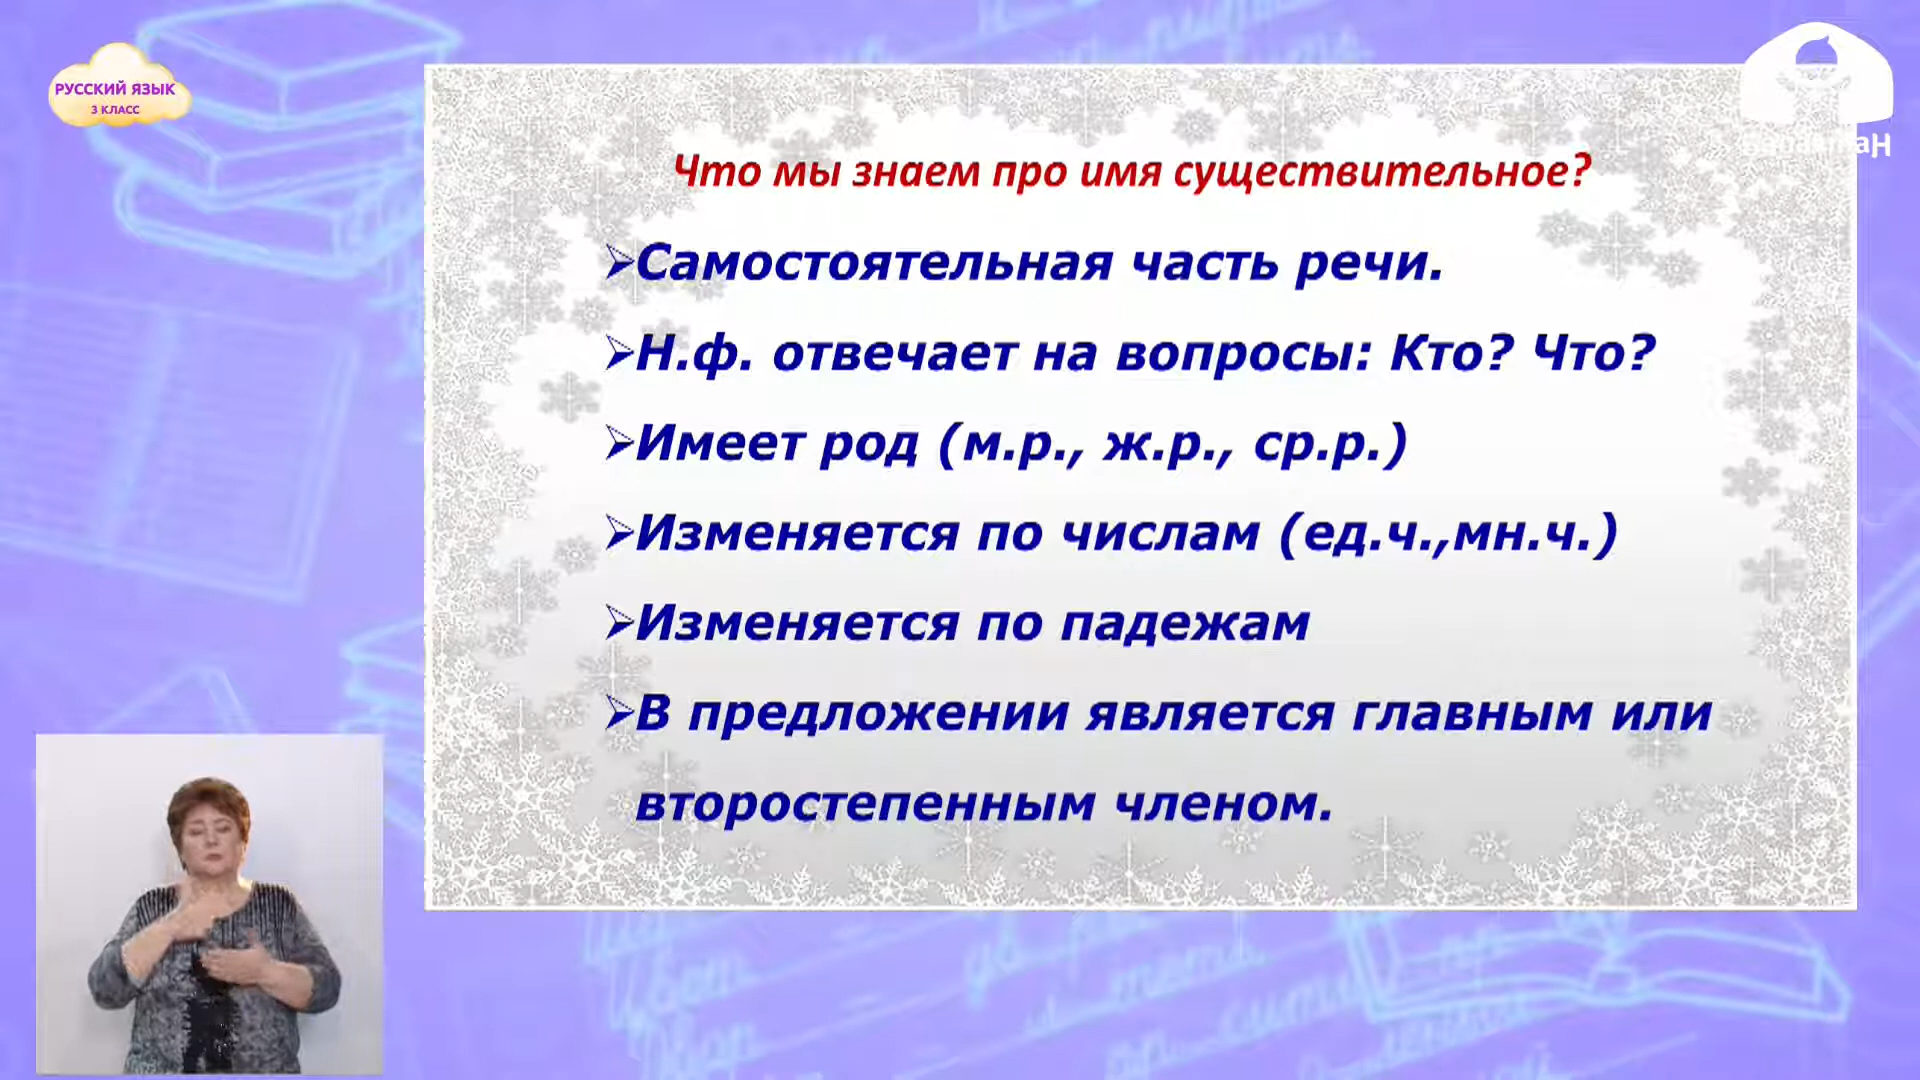 РУССКИЙ ЯЗЫК
3 КЛАСС
Что мы знаем про имя существительное?
Самостоятельная часть речи.
Н.ф. отвечает на вопросы: Кто? Что?
Имеет род (м.р., ж.р., ср.р.)
Изменяется по числам (ед.ч.,мн.ч.)
Изменяется по падежам
В предложении является главным или
второстепенным членом.